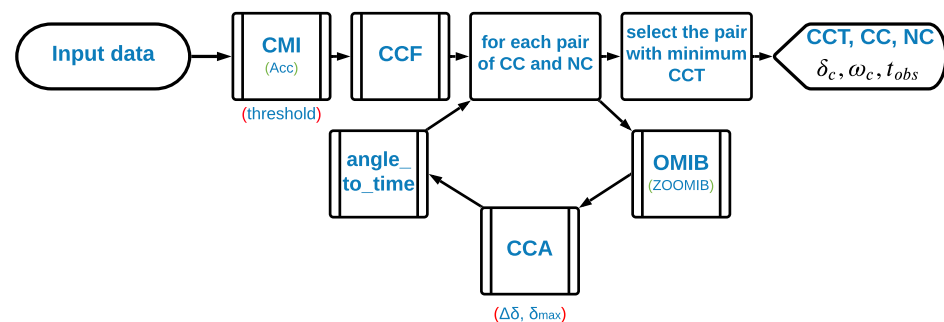 Input data
CMI
(Acc)
(threshold)
CCF
for each pair
of CC and NC
select the pair
with minimum
CCT
CCT, CC, NC
δc, ωc, tobs
OMIB
(ZOOMIB)
CCA
(Δδ, δmax)
angle_
to_time